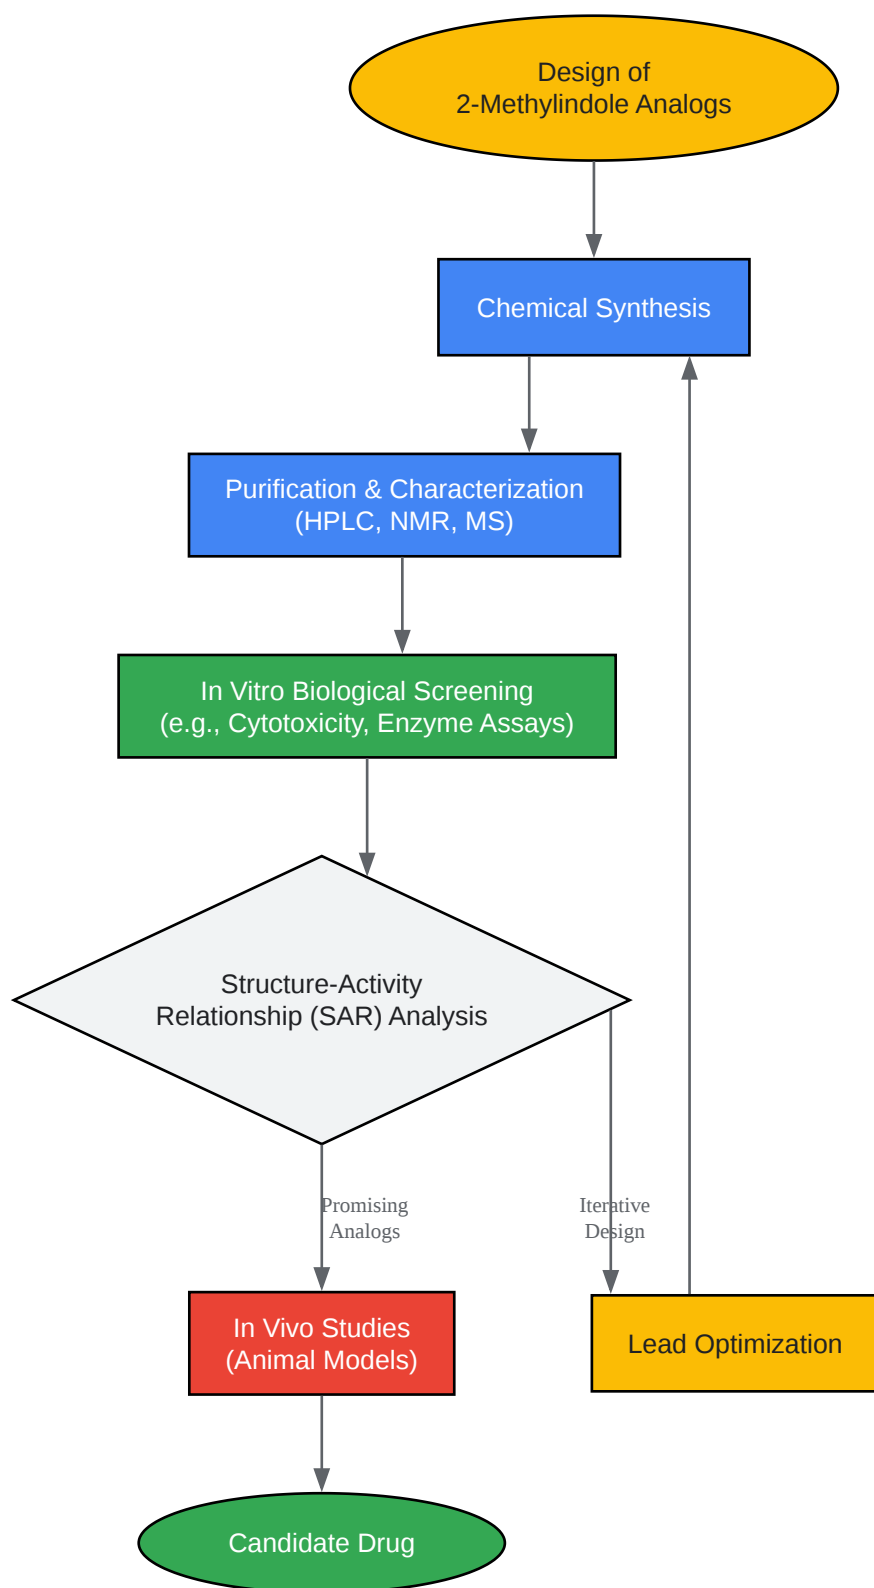 Design of
2-Methylindole Analogs
Chemical Synthesis
Purification & Characterization
(HPLC, NMR, MS)
In Vitro Biological Screening
(e.g., Cytotoxicity, Enzyme Assays)
Structure-Activity
Relationship (SAR) Analysis
Promising
Analogs
Iterative
Design
In Vivo Studies
(Animal Models)
Lead Optimization
Candidate Drug